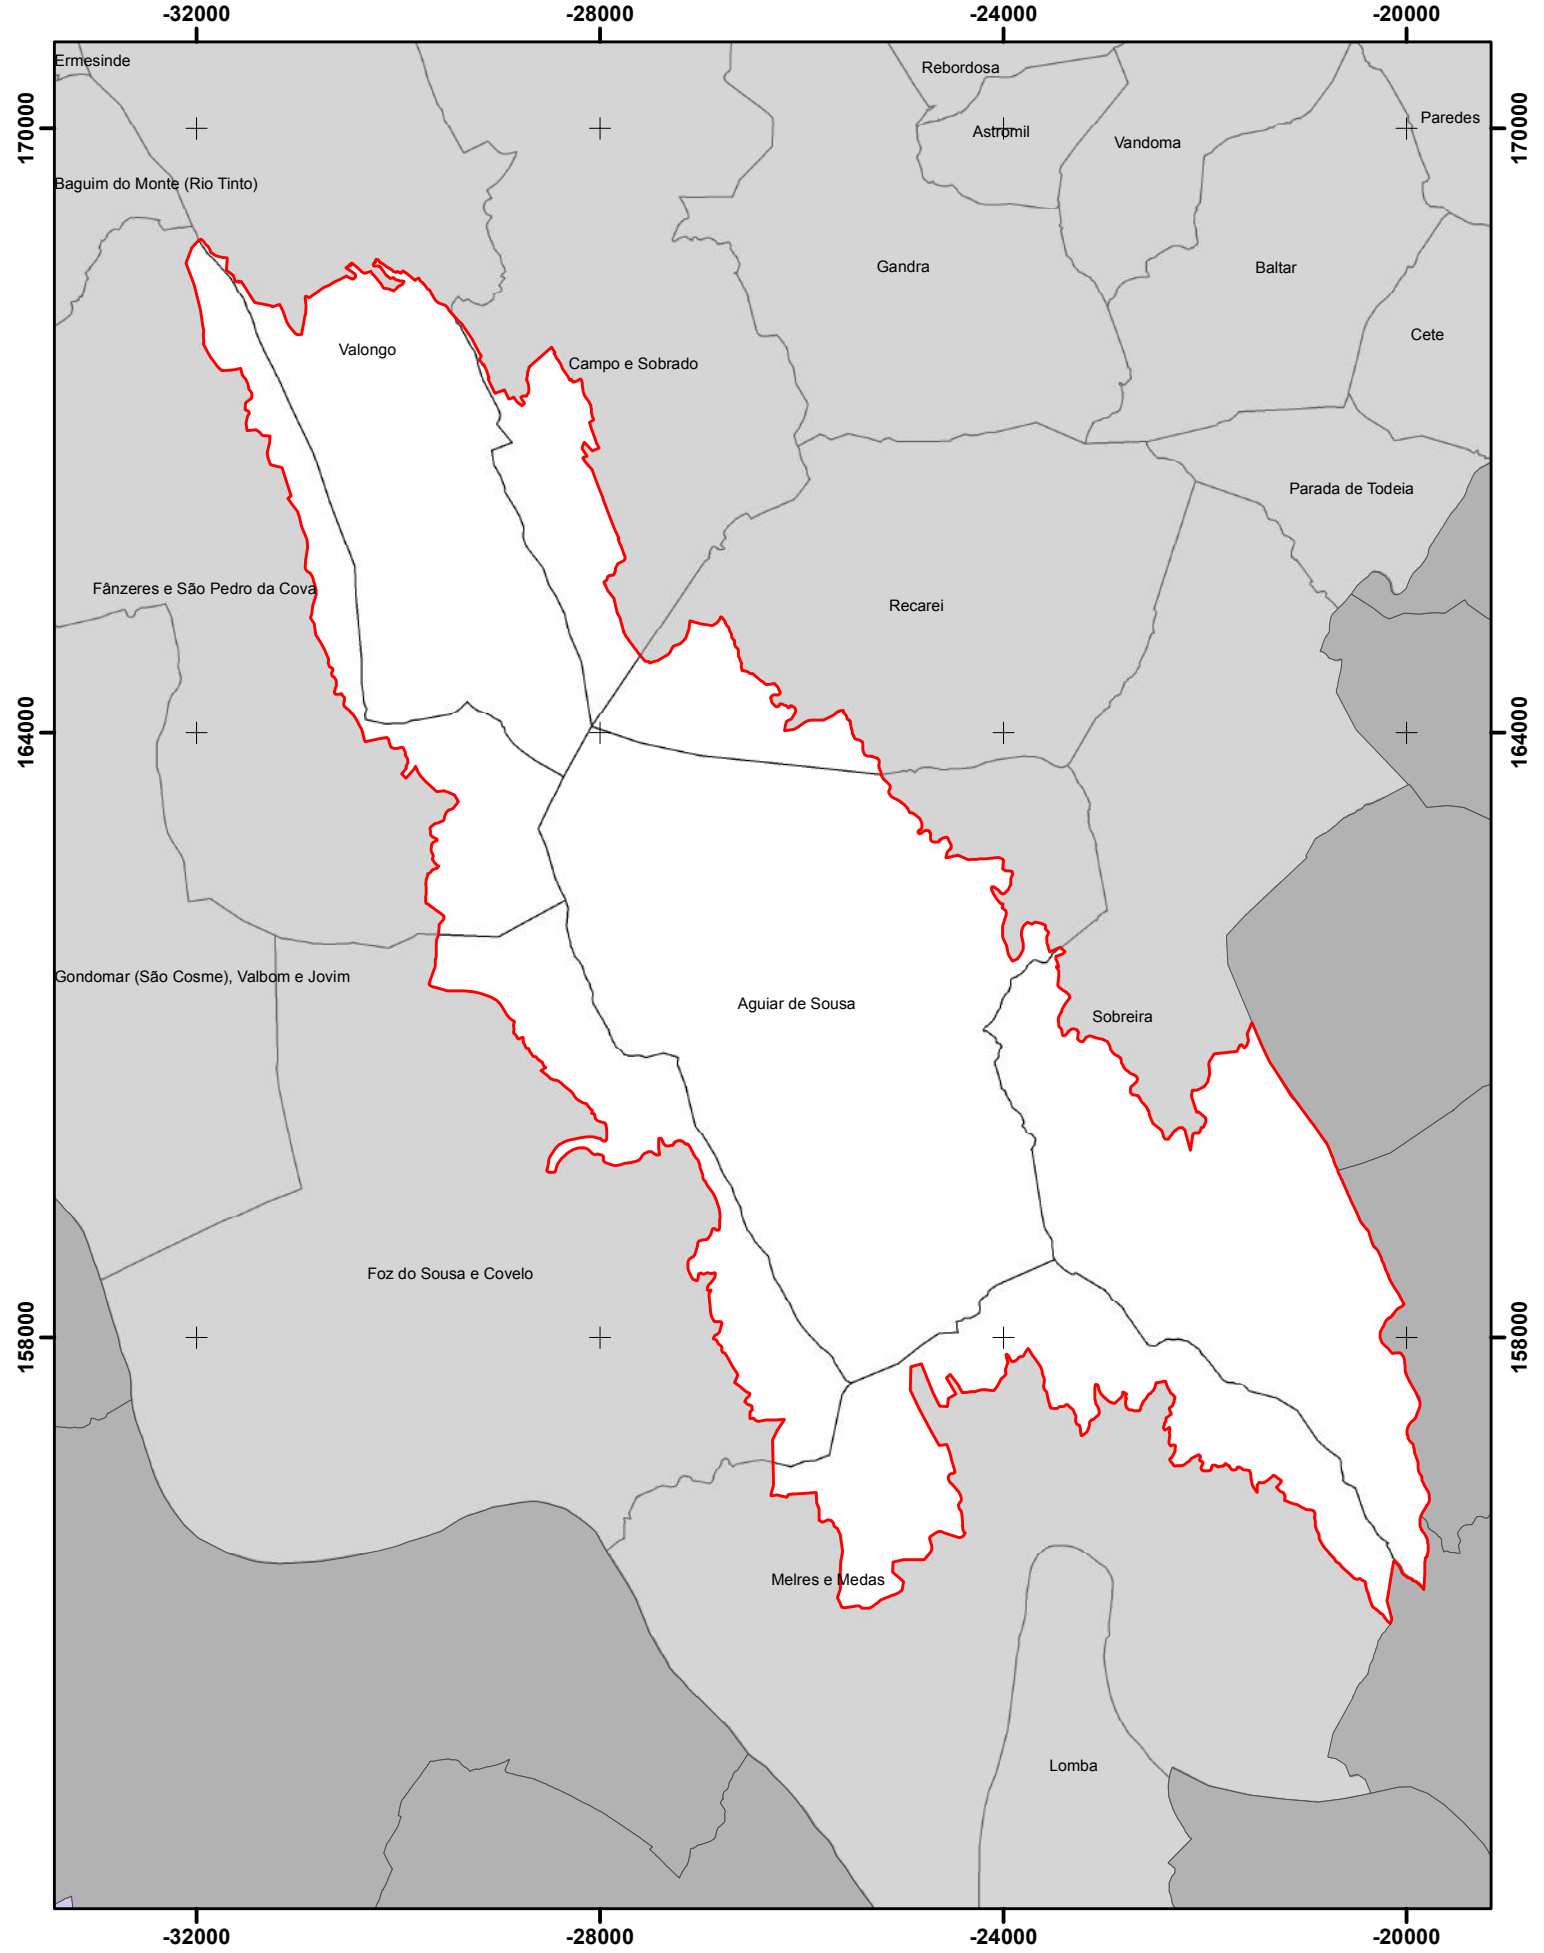 -32000 -28000 -24000 -20000
Ermesinde
Rebordosa
Paredes
170000
170000
Astromil
Vandoma
Baguim do Monte (Rio Tinto)
Gandra
Baltar
Cete
Valongo
Campo e Sobrado
Parada de Todeia
Fânzeres e São Pedro da Cova
Recarei
164000
164000
Gondomar (São Cosme), Valbom e Jovim
Aguiar de Sousa
Sobreira
Foz do Sousa e Covelo
158000
158000
Melres e Medas
Lomba
-32000 -28000 -24000 -20000